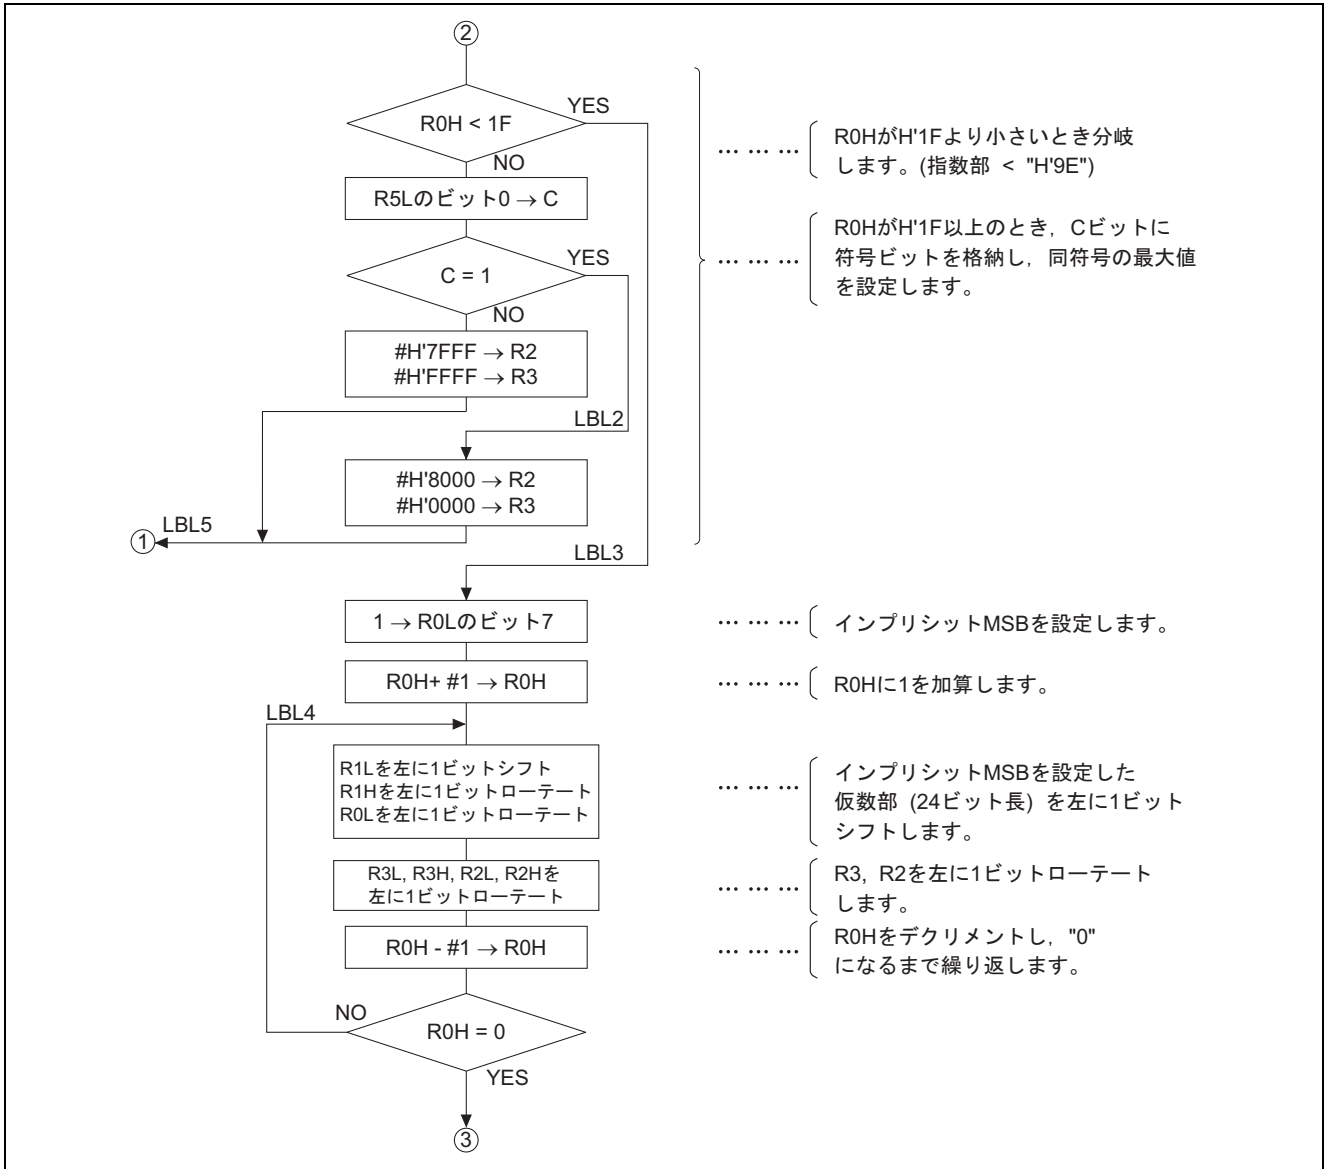 ②
R0H < 1F
YES
NO
R5Lのビット0 → C
C = 1
YES
NO
#H'7FFF → R2
#H'FFFF → R3
LBL2
#H'8000 → R2
#H'0000 → R3
LBL5
①
LBL3
1 → R0Lのビット7
R0H+ #1 → R0H
LBL4
R1Lを左に1ビットシフト
R1Hを左に1ビットローテート
R0Lを左に1ビットローテート
R3L, R3H, R2L, R2Hを
左に1ビットローテート
R0H - #1 → R0H
NO
R0H = 0
YES
③
… … … R0HがH'1Fより小さいとき分岐
します。(指数部 < "H'9E")
R0HがH'1F以上のとき，Cビットに
… … … 符号ビットを格納し，同符号の最大値
を設定します。
… … … インプリシットMSBを設定します。
… … … R0Hに1を加算します。
インプリシットMSBを設定した
… … … 仮数部 (24ビット長) を左に1ビット
シフトします。
… … … R3，R2を左に1ビットローテート
します。
… … … R0Hをデクリメントし，"0"
になるまで繰り返します。